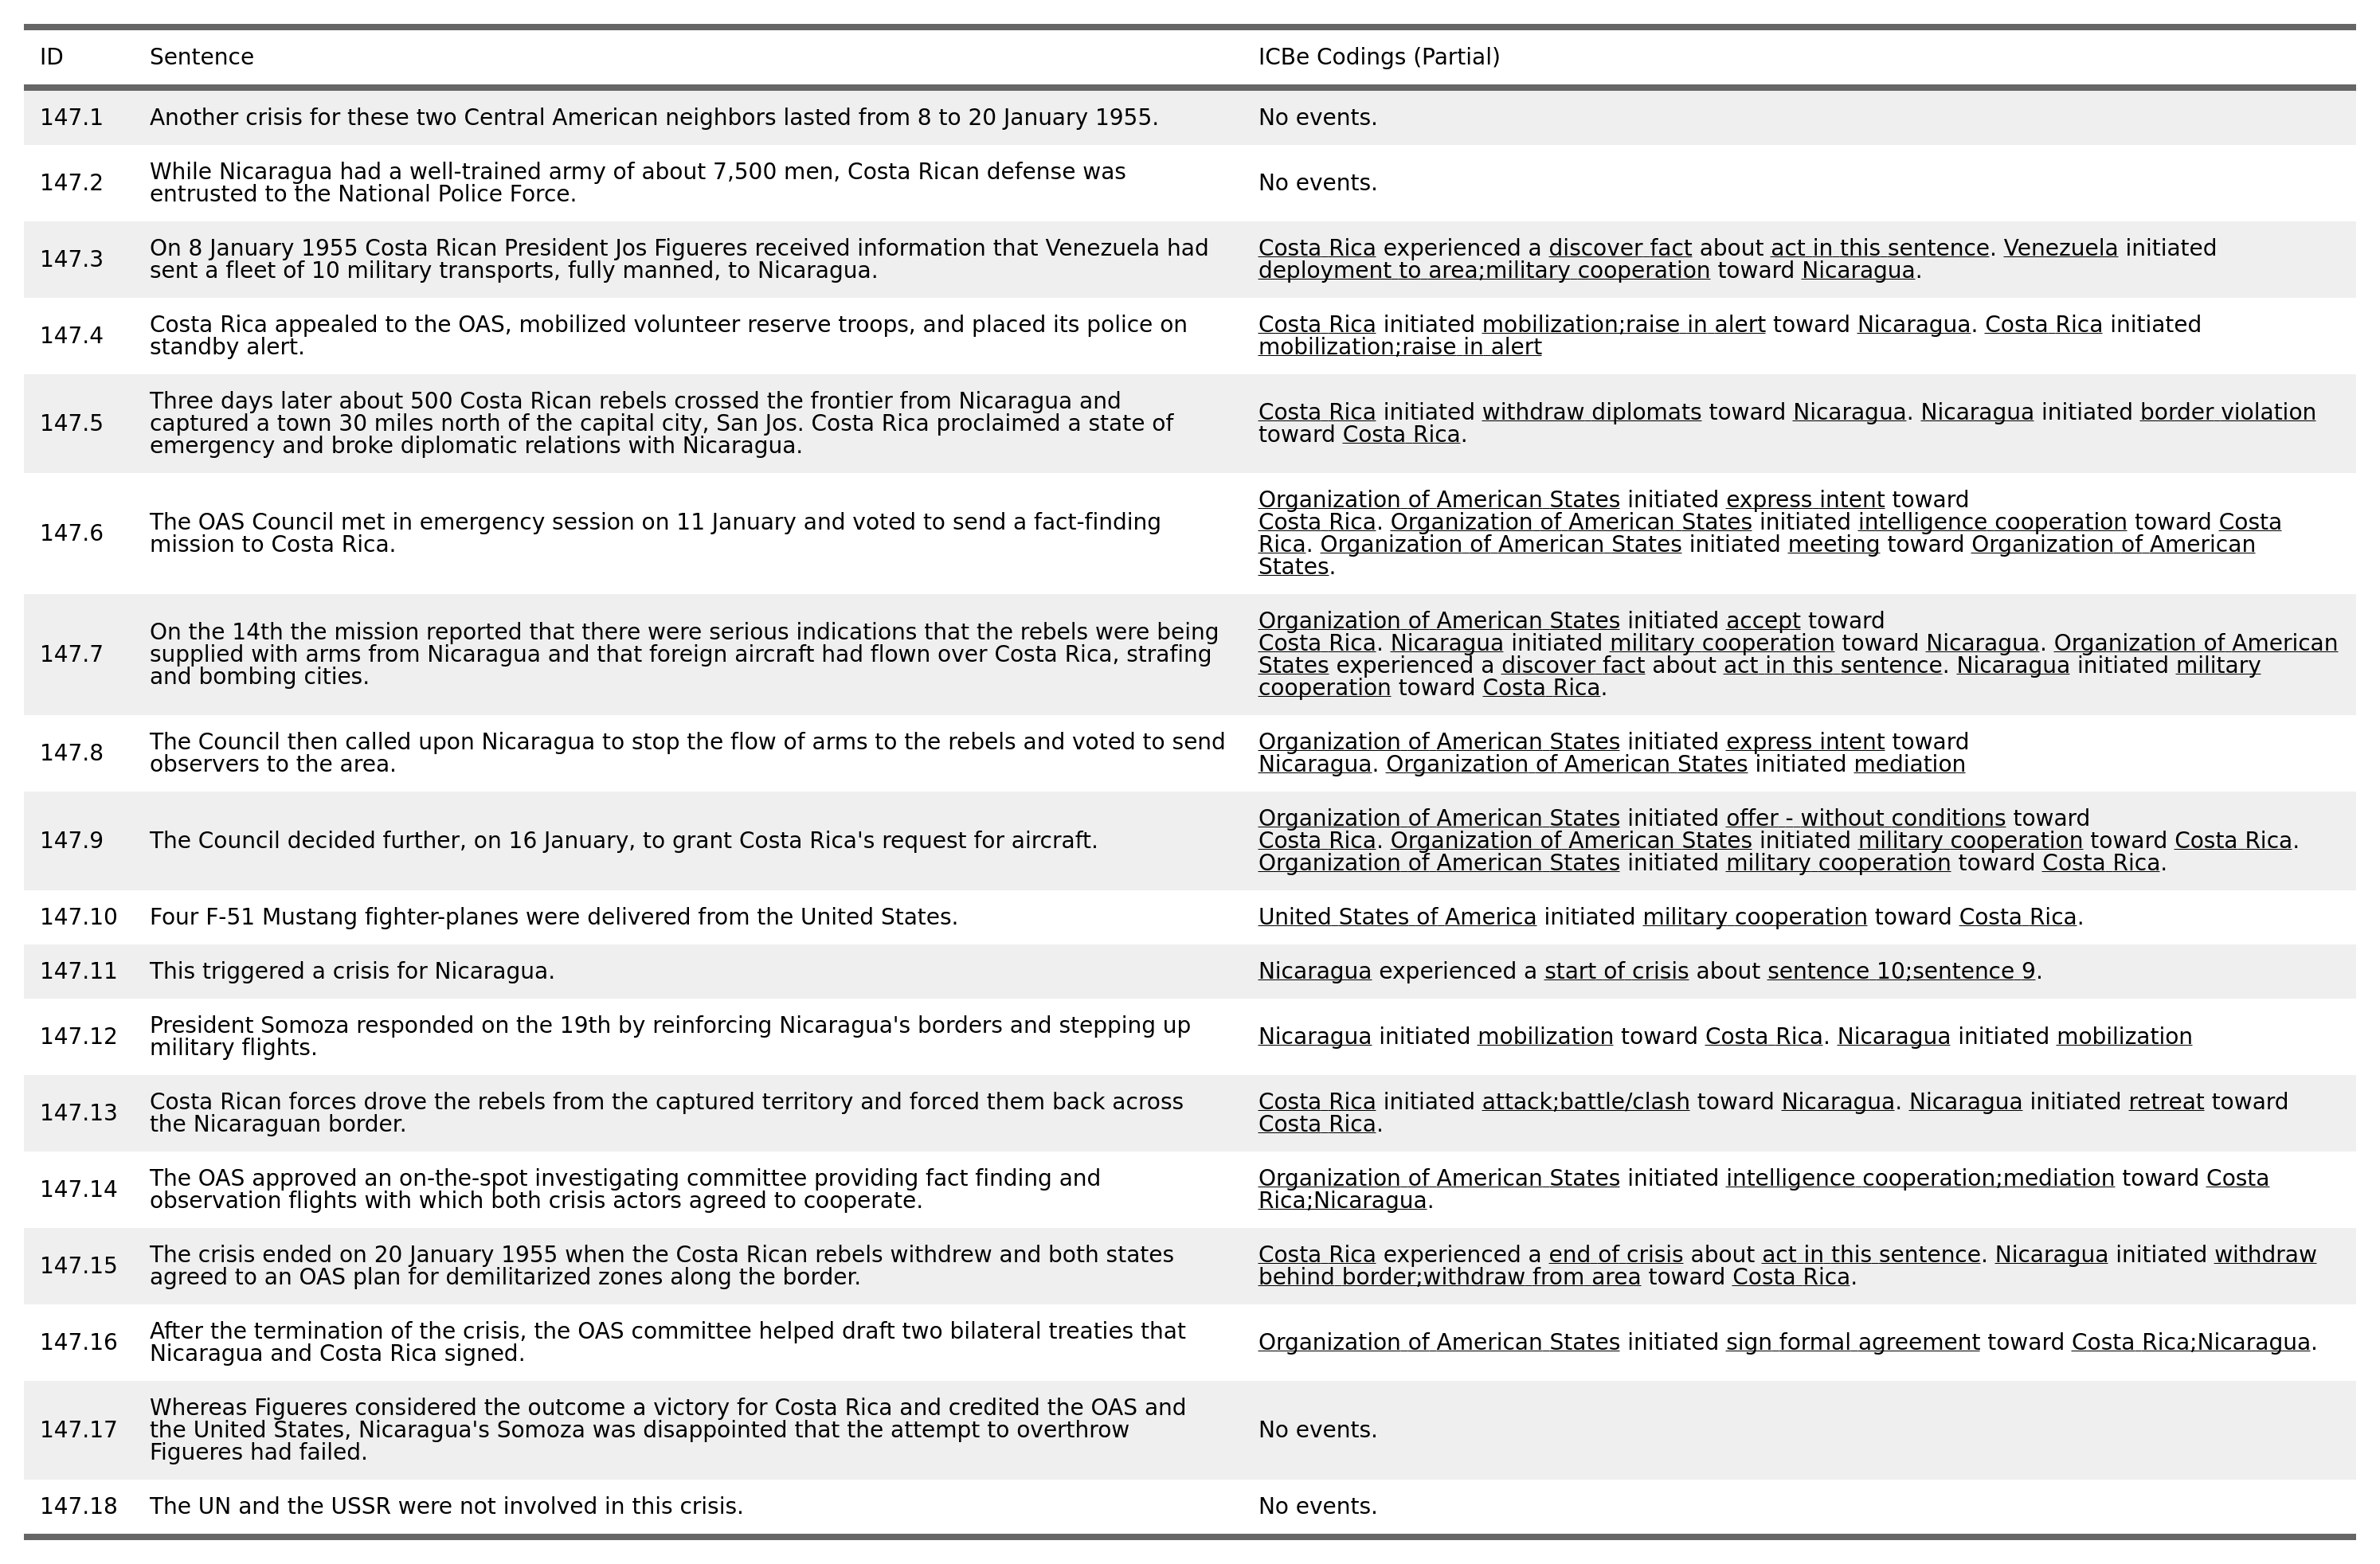 ID Sentence ICBe Codings (Partial)
147.1 Another crisis for these two Central American neighbors lasted from 8 to 20 January 1955. No events.
147.2 While Nicaragua had a well-trained army of about 7,500 men, Costa Rican defense was
entrusted to the National Police Force.
No events.
147.3 On 8 January 1955 Costa Rican President Jos Figueres received information that Venezuela had
sent a fleet of 10 military transports, fully manned, to Nicaragua.
Costa Rica experienced a discover fact about act in this sentence. Venezuela initiated
deployment to area;military cooperation toward Nicaragua.
147.4 Costa Rica appealed to the OAS, mobilized volunteer reserve troops, and placed its police on
standby alert.
Costa Rica initiated mobilization;raise in alert toward Nicaragua. Costa Rica initiated
mobilization;raise in alert
147.5 Three days later about 500 Costa Rican rebels crossed the frontier from Nicaragua and
captured a town 30 miles north of the capital city, San Jos. Costa Rica proclaimed a state of
emergency and broke diplomatic relations with Nicaragua.
Costa Rica initiated withdraw diplomats toward Nicaragua. Nicaragua initiated border violation
toward Costa Rica.
147.6 The OAS Council met in emergency session on 11 January and voted to send a fact-finding
mission to Costa Rica.
Organization of American States initiated express intent toward
Costa Rica. Organization of American States initiated intelligence cooperation toward Costa
Rica. Organization of American States initiated meeting toward Organization of American
States.
147.7 On the 14th the mission reported that there were serious indications that the rebels were being
supplied with arms from Nicaragua and that foreign aircraft had flown over Costa Rica, strafing
and bombing cities.
Organization of American States initiated accept toward
Costa Rica. Nicaragua initiated military cooperation toward Nicaragua. Organization of American
States experienced a discover fact about act in this sentence. Nicaragua initiated military
cooperation toward Costa Rica.
147.8 The Council then called upon Nicaragua to stop the flow of arms to the rebels and voted to send
observers to the area.
Organization of American States initiated express intent toward
Nicaragua. Organization of American States initiated mediation
147.9 The Council decided further, on 16 January, to grant Costa Rica's request for aircraft.
Organization of American States initiated offer - without conditions toward
Costa Rica. Organization of American States initiated military cooperation toward Costa Rica.
Organization of American States initiated military cooperation toward Costa Rica.
147.10 Four F-51 Mustang fighter-planes were delivered from the United States. United States of America initiated military cooperation toward Costa Rica.
147.11 This triggered a crisis for Nicaragua. Nicaragua experienced a start of crisis about sentence 10;sentence 9.
147.12 President Somoza responded on the 19th by reinforcing Nicaragua's borders and stepping up
military flights.
Nicaragua initiated mobilization toward Costa Rica. Nicaragua initiated mobilization
147.13 Costa Rican forces drove the rebels from the captured territory and forced them back across
the Nicaraguan border.
Costa Rica initiated attack;battle/clash toward Nicaragua. Nicaragua initiated retreat toward
Costa Rica.
147.14 The OAS approved an on-the-spot investigating committee providing fact finding and
observation flights with which both crisis actors agreed to cooperate.
Organization of American States initiated intelligence cooperation;mediation toward Costa
Rica;Nicaragua.
147.15 The crisis ended on 20 January 1955 when the Costa Rican rebels withdrew and both states
agreed to an OAS plan for demilitarized zones along the border.
Costa Rica experienced a end of crisis about act in this sentence. Nicaragua initiated withdraw
behind border;withdraw from area toward Costa Rica.
147.16 After the termination of the crisis, the OAS committee helped draft two bilateral treaties that
Nicaragua and Costa Rica signed.
Organization of American States initiated sign formal agreement toward Costa Rica;Nicaragua.
147.17 Whereas Figueres considered the outcome a victory for Costa Rica and credited the OAS and
the United States, Nicaragua's Somoza was disappointed that the attempt to overthrow
Figueres had failed.
No events.
147.18 The UN and the USSR were not involved in this crisis. No events.